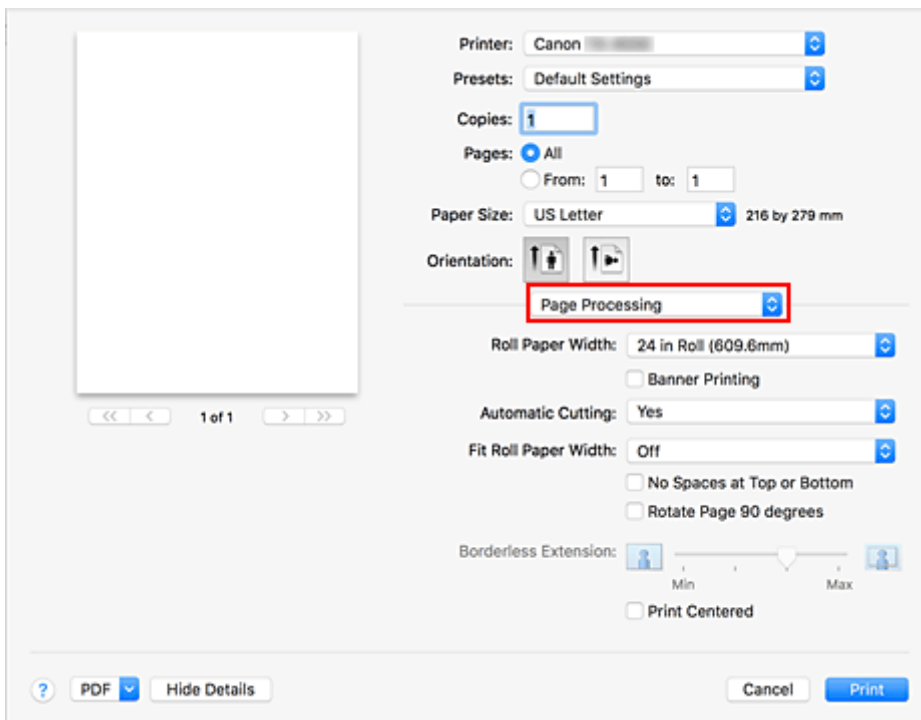 Printer: Canon
Presets: Default Settings
Copies: 1
Pages: All
From: 1 to: 1
Paper Size: US Letter 216 by 279 mm
Orientation:
Page Processing
Roll Paper Width: 24 in Roll (609.6mm)
Banner Printing
1 of 1
Automatic Cutting: Yes
Fit Roll Paper Width: Off
No Spaces at Top or Bottom
Rotate Page 90 degrees
Borderless Extension:
Min Max
Print Centered
? PDF Hide Details Cancel Print